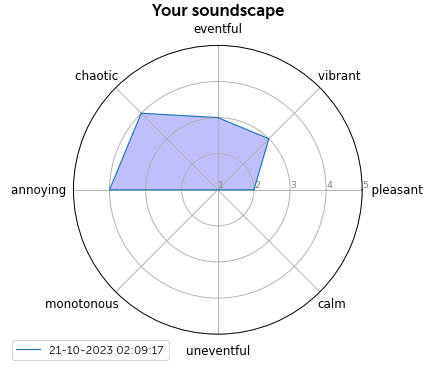 Your soundscape
eventful
chaotic
vibrant
annoying
1
2
3
4
5
pleasant
monotonous
calm
uneventful
21-10-2023 02:09:17